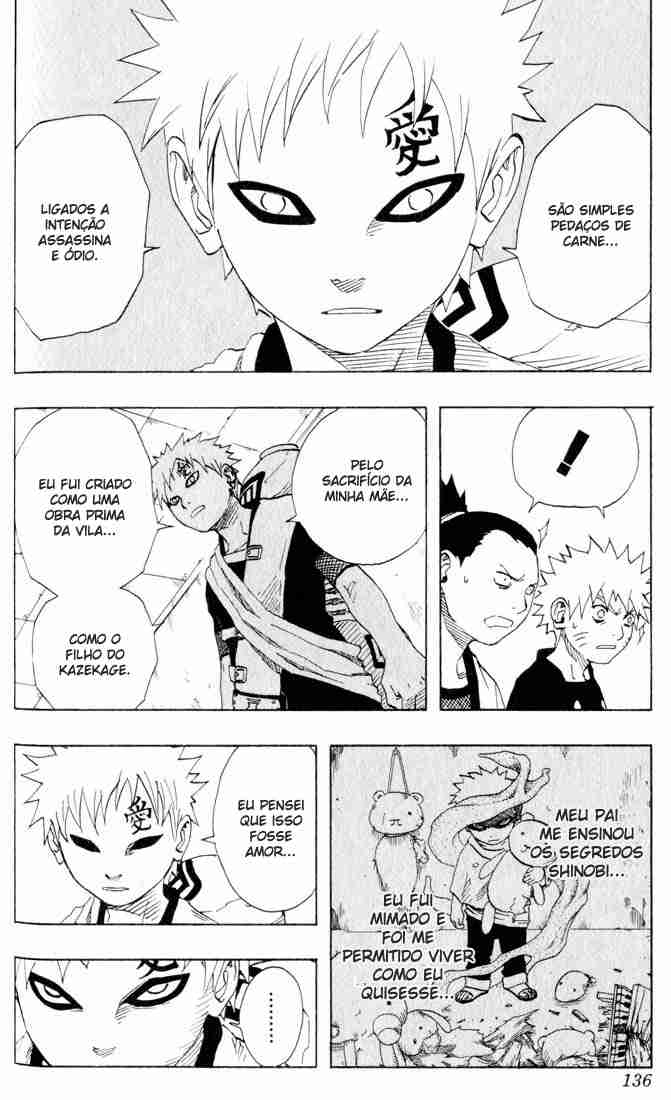 SÃO SIMPLES
PEDAÇOS DE
CARNE...
愛
LIGADOS A
INTENÇÃO
ASSASSINA
E ÓDIO.
!
PELO
SACRIFÍCIO DA
MINHA MÃE...
愛
EU FUI CRIADO
COMO UMA
OBRA PRIMA
DA VILA...
COMO O
FILHO DO
KAZEKAGE.
MEU PAI
ME ENSINOU
OS SEGREDOS
SHINOBI...
EU FUI
MIMADO E
FOI ME
PERMITIDO VIVER
COMO EU
QUISESSE...
EU PENSEI
QUE ISSO
FOSSE
AMOR...
愛
愛
......
136